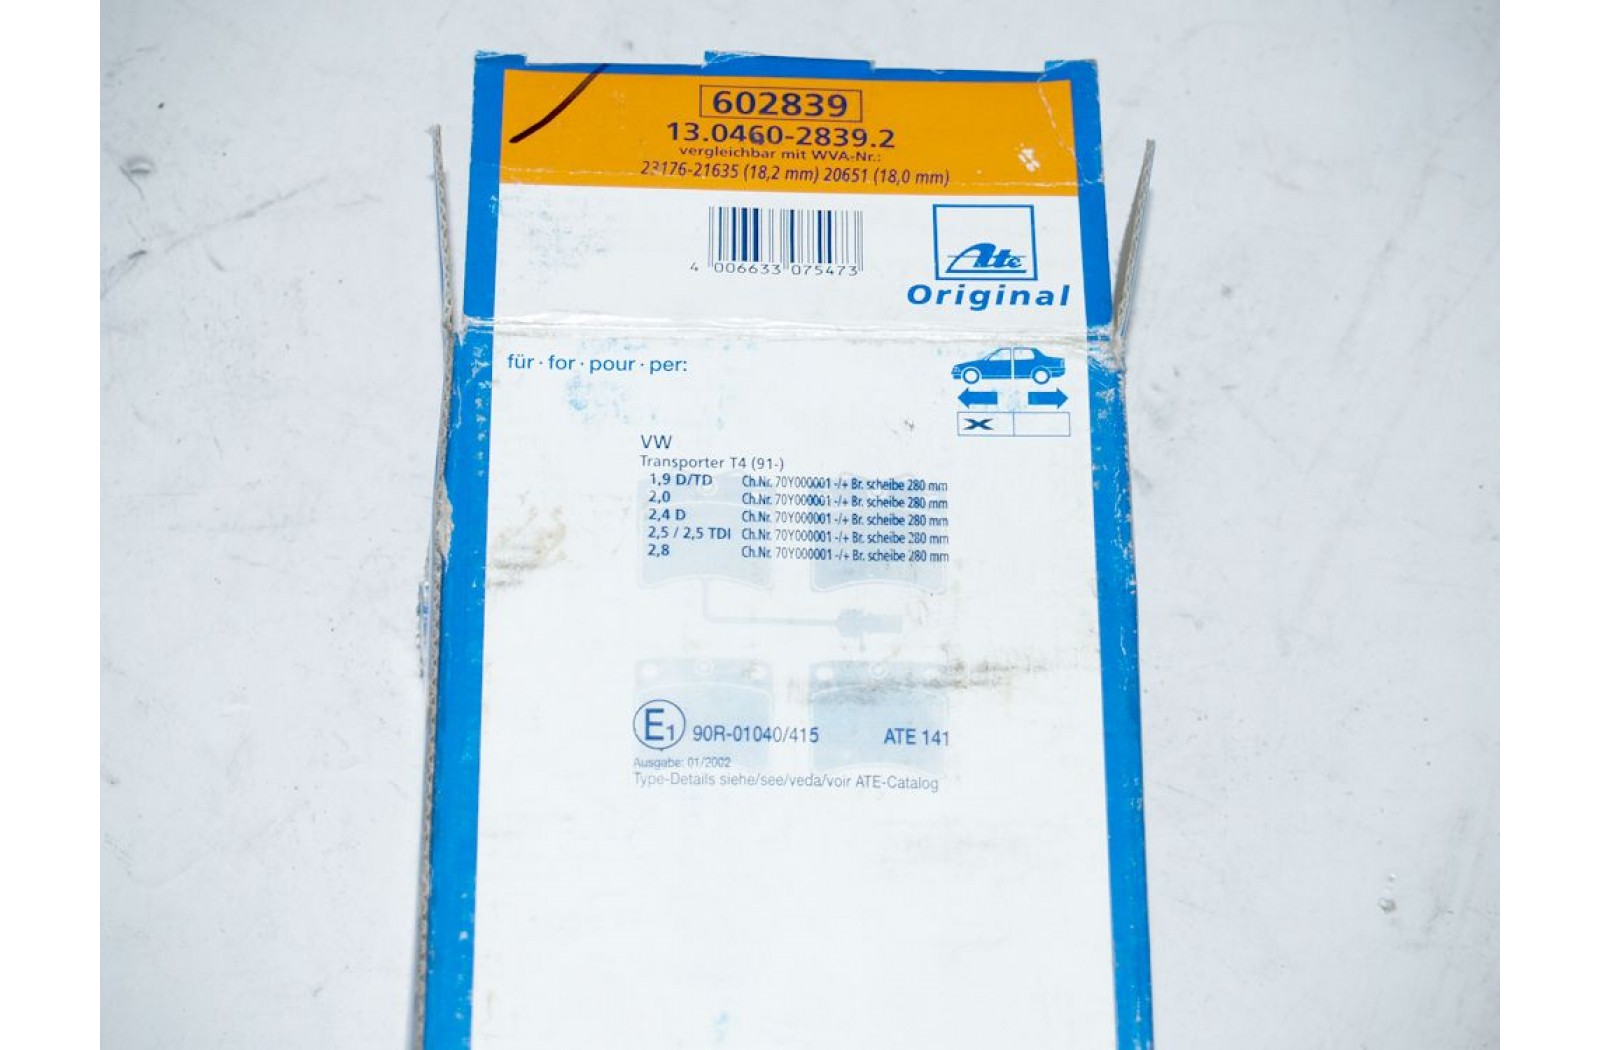 602839
13.0460-2839.2
vergleichbar mit WVA-Nr.:
23176-21635 (18,2 mm) 20651 (18,0 mm)
4 006633 075473
Ate
Original
für · for · pour · per:
X
VW
Transporter T4 (91-)
1,9 D/TD Ch.Nr. 70Y000001 -/+ Br. scheibe 280 mm
2,0 Ch.Nr. 70Y000001 -/+ Br. scheibe 280 mm
2,4 D Ch.Nr. 70Y000001 -/+ Br. scheibe 280 mm
2,5 / 2,5 TDI Ch.Nr. 70Y000001 -/+ Br. scheibe 280 mm
2,8 Ch.Nr. 70Y000001 -/+ Br. scheibe 280 mm
E1 90R-01040/415 ATE 141
Ausgabe: 01/2002
Type-Details siehe/see/veda/voir ATE-Catalog